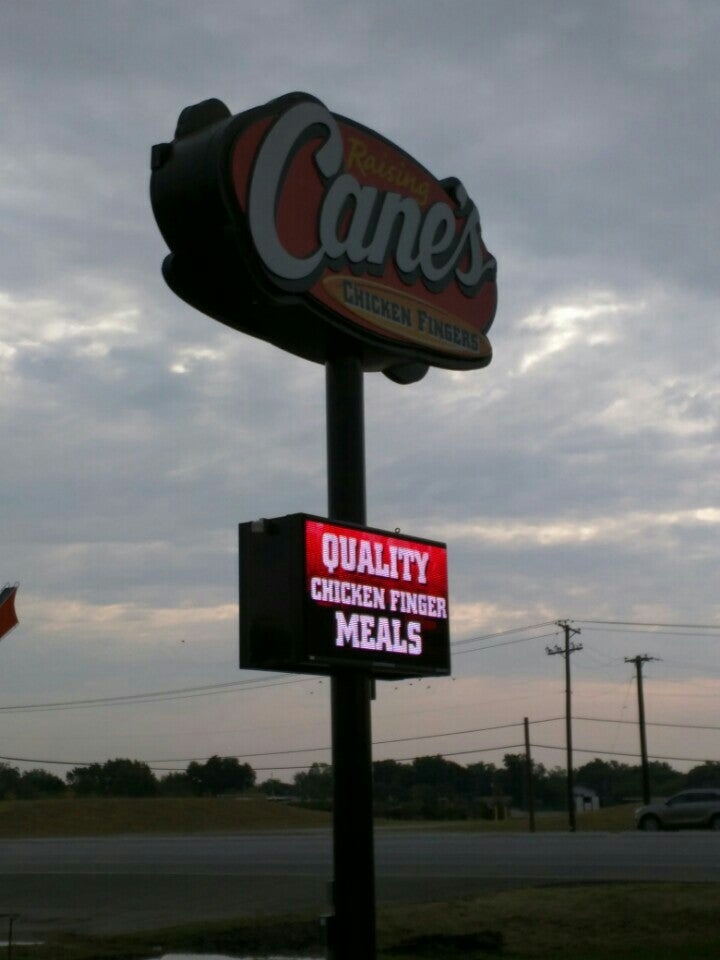 Raising
Cane's
CHICKEN FINGERS
QUALITY
CHICKEN FINGER
MEALS